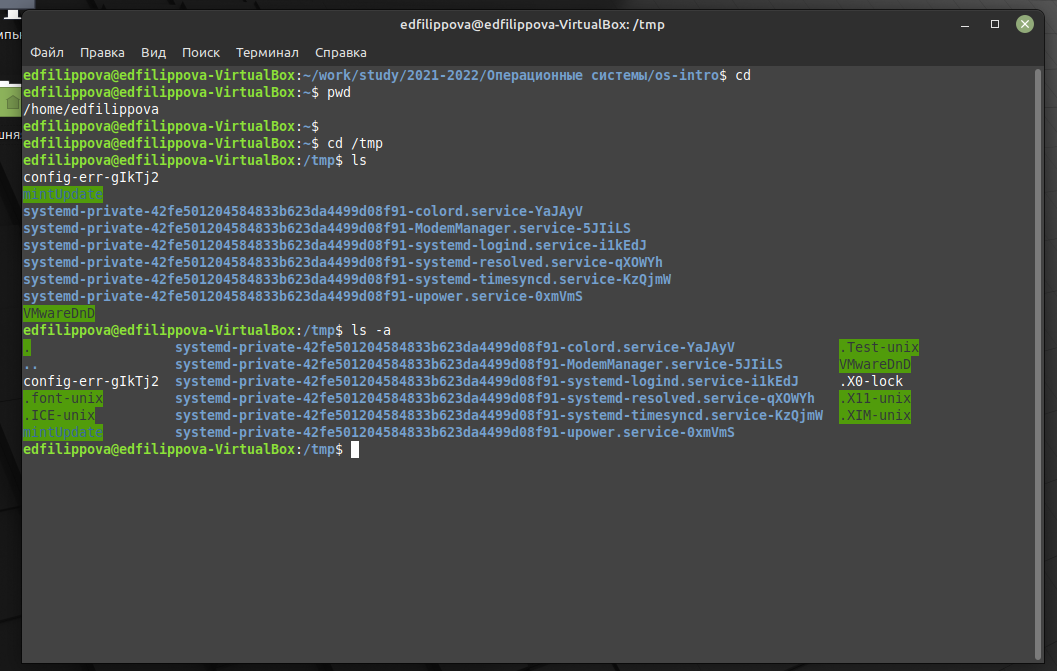 edfilippova@edfilippova-VirtualBox: /tmp
Файл Правка Вид Поиск Терминал Справка
edfilippova@edfilippova-VirtualBox:~/work/study/2021-2022/Операционные системы/os-intro$ cd
edfilippova@edfilippova-VirtualBox:~$ pwd
/home/edfilippova
edfilippova@edfilippova-VirtualBox:~$
edfilippova@edfilippova-VirtualBox:~$ cd /tmp
edfilippova@edfilippova-VirtualBox:/tmp$ ls
config-err-gIkTj2
mintUpdate
systemd-private-42fe501204584833b623da4499d08f91-colord.service-YaJAyV
systemd-private-42fe501204584833b623da4499d08f91-ModemManager.service-5JIiLS
systemd-private-42fe501204584833b623da4499d08f91-systemd-logind.service-i1kEdJ
systemd-private-42fe501204584833b623da4499d08f91-systemd-resolved.service-qXOWYh
systemd-private-42fe501204584833b623da4499d08f91-systemd-timesyncd.service-KzQjmW
systemd-private-42fe501204584833b623da4499d08f91-upower.service-0xmVmS
VMwareDnD
edfilippova@edfilippova-VirtualBox:/tmp$ ls -a
. systemd-private-42fe501204584833b623da4499d08f91-colord.service-YaJAyV .Test-unix
.. systemd-private-42fe501204584833b623da4499d08f91-ModemManager.service-5JIiLS VMwareDnD
config-err-gIkTj2 systemd-private-42fe501204584833b623da4499d08f91-systemd-logind.service-i1kEdJ .X0-lock
.font-unix systemd-private-42fe501204584833b623da4499d08f91-systemd-resolved.service-qXOWYh .X11-unix
.ICE-unix systemd-private-42fe501204584833b623da4499d08f91-systemd-timesyncd.service-KzQjmW .XIM-unix
mintUpdate systemd-private-42fe501204584833b623da4499d08f91-upower.service-0xmVmS
edfilippova@edfilippova-VirtualBox:/tmp$